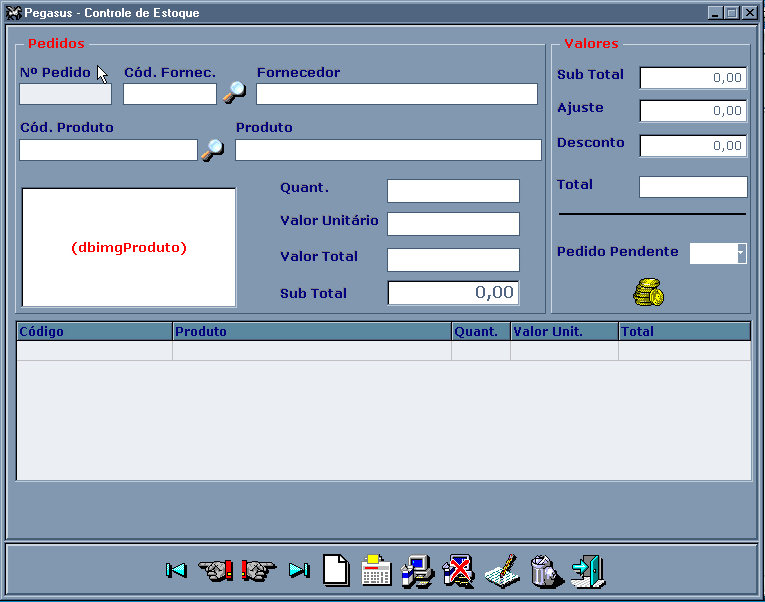 Pegasus - Controle de Estoque
Pedidos
Valores
Nº Pedido
Cód. Fornec.
Fornecedor
Sub Total
0,00
Ajuste
0,00
Cód. Produto
Produto
Desconto
0,00
Total
(dbimgProduto)
Quant.
Valor Unitário
Valor Total
Sub Total
0,00
Pedido Pendente
Código
Produto
Quant.
Valor Unit.
Total